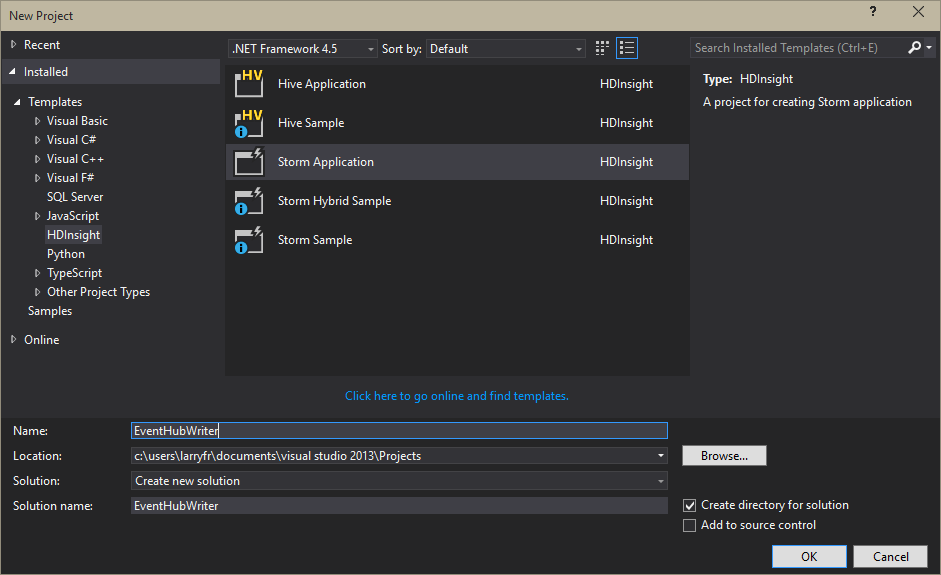 New Project
?
Recent
.NET Framework 4.5 Sort by: Default
Search Installed Templates (Ctrl+E)
Installed
Templates
Visual Basic
Visual C#
Visual C++
Visual F#
SQL Server
JavaScript
HDInsight
Python
TypeScript
Other Project Types
Samples
Online
HV Hive Application HDInsight
HV Hive Sample HDInsight
Storm Application HDInsight
Storm Hybrid Sample HDInsight
Storm Sample HDInsight
Type: HDInsight
A project for creating Storm application
Click here to go online and find templates.
Name: EventHubWriter
Location: c:\users\larryfr\documents\visual studio 2013\Projects Browse...
Solution: Create new solution
Solution name: EventHubWriter
Create directory for solution
Add to source control
OK Cancel